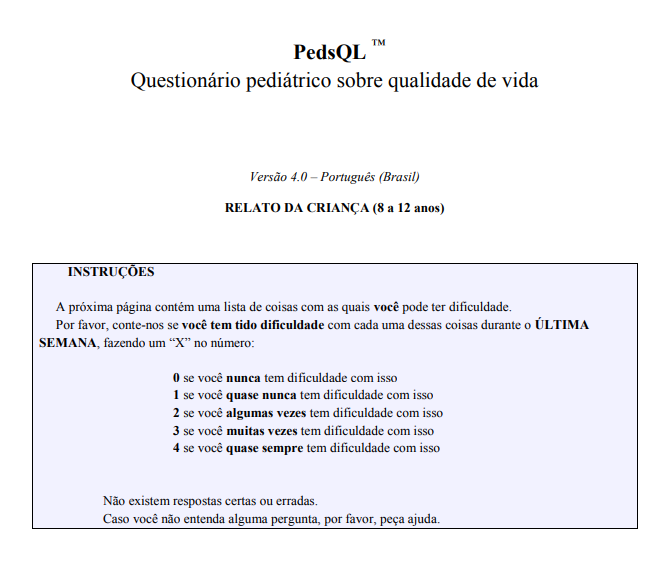 PedsQL ™
Questionário pediátrico sobre qualidade de vida
Versão 4.0 – Português (Brasil)
RELATO DA CRIANÇA (8 a 12 anos)
INSTRUÇÕES
A próxima página contém uma lista de coisas com as quais você pode ter dificuldade.
Por favor, conte-nos se você tem tido dificuldade com cada uma dessas coisas durante o ÚLTIMA
SEMANA, fazendo um “X” no número:
0 se você nunca tem dificuldade com isso
1 se você quase nunca tem dificuldade com isso
2 se você algumas vezes tem dificuldade com isso
3 se você muitas vezes tem dificuldade com isso
4 se você quase sempre tem dificuldade com isso
Não existem respostas certas ou erradas.
Caso você não entenda alguma pergunta, por favor, peça ajuda.